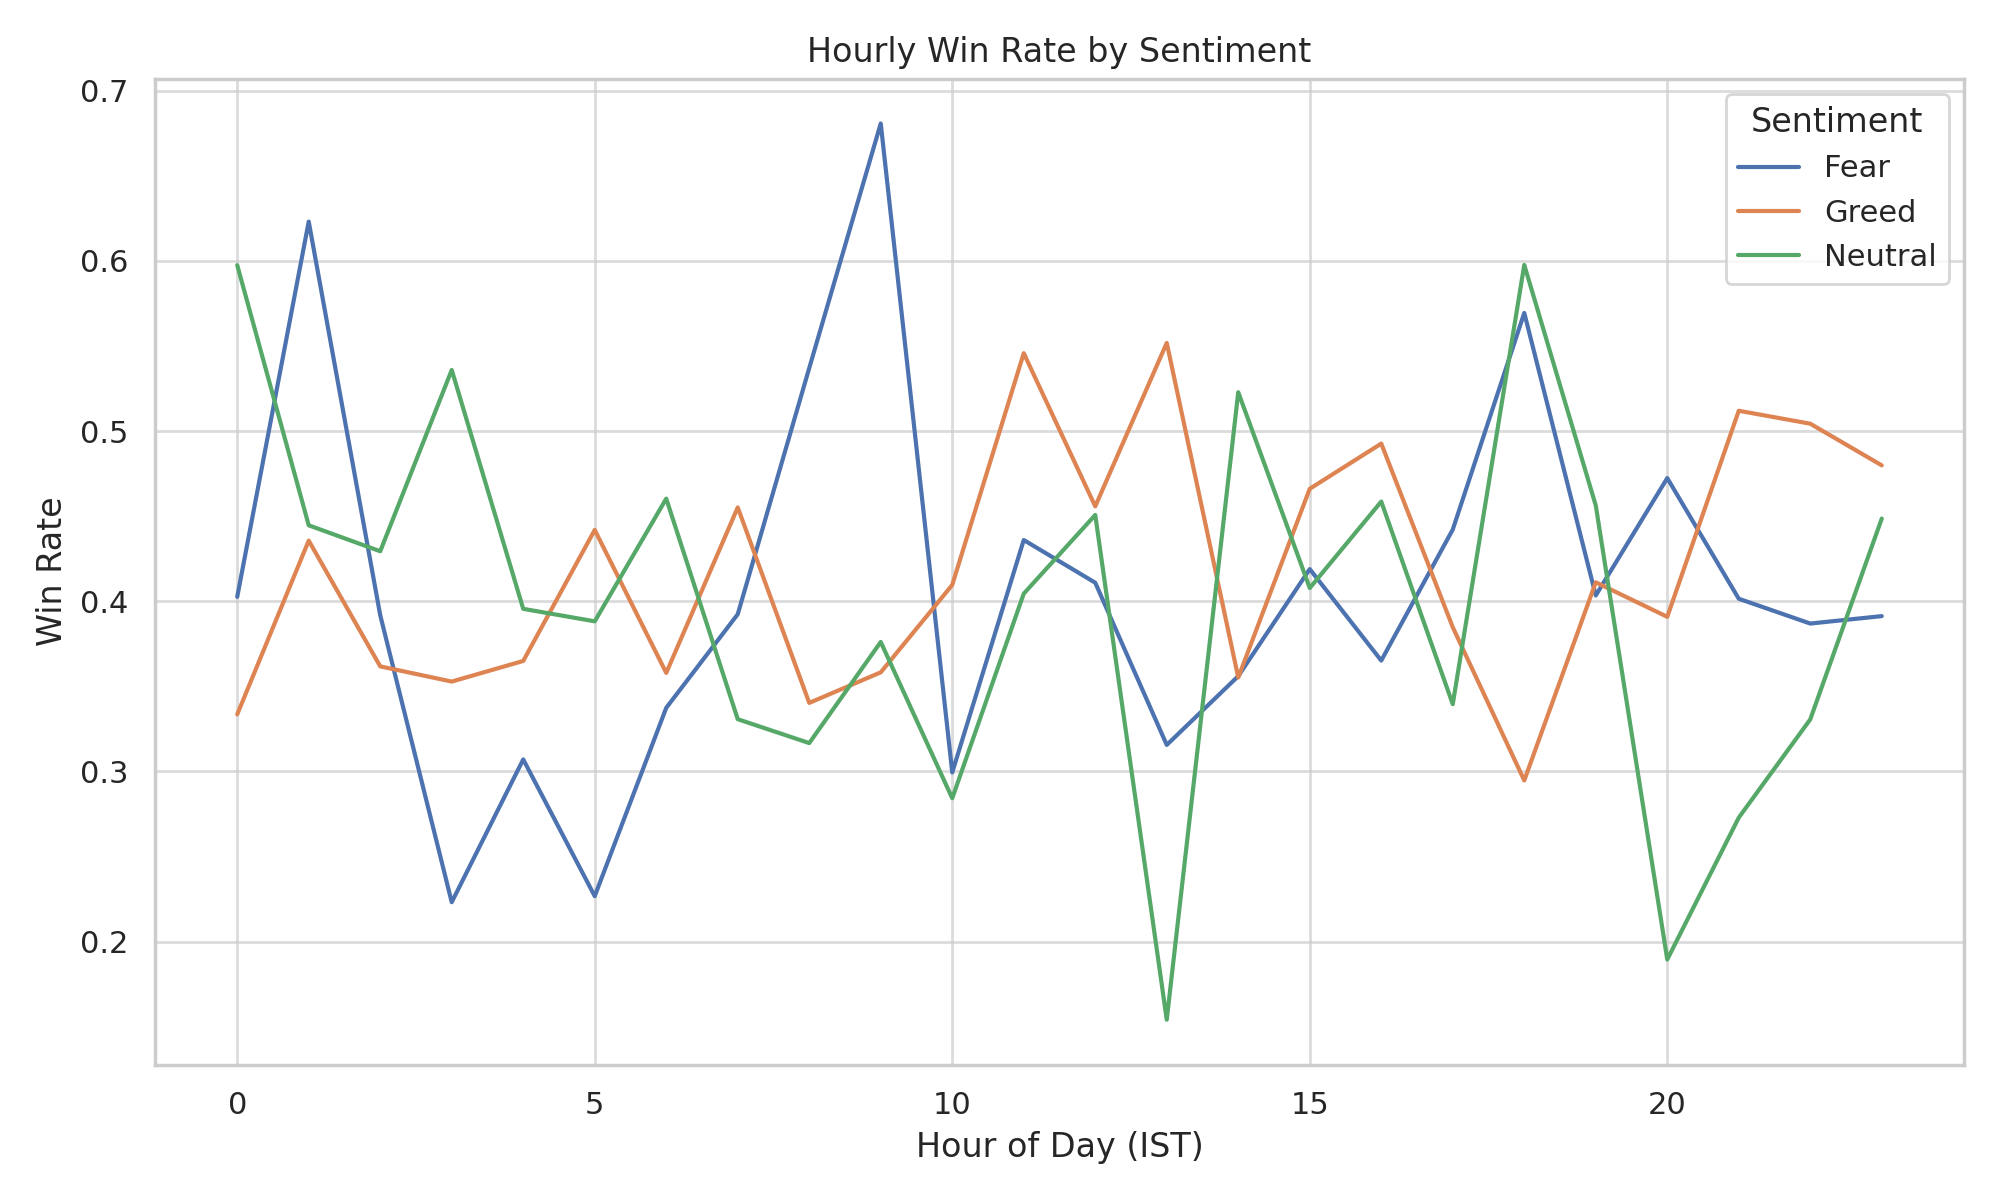 Hourly Win Rate by Sentiment
0.7
0.6
0.5
0.4
0.3
0.2
Win Rate
Sentiment
Fear
Greed
Neutral
0 5 10 15 20
Hour of Day (IST)